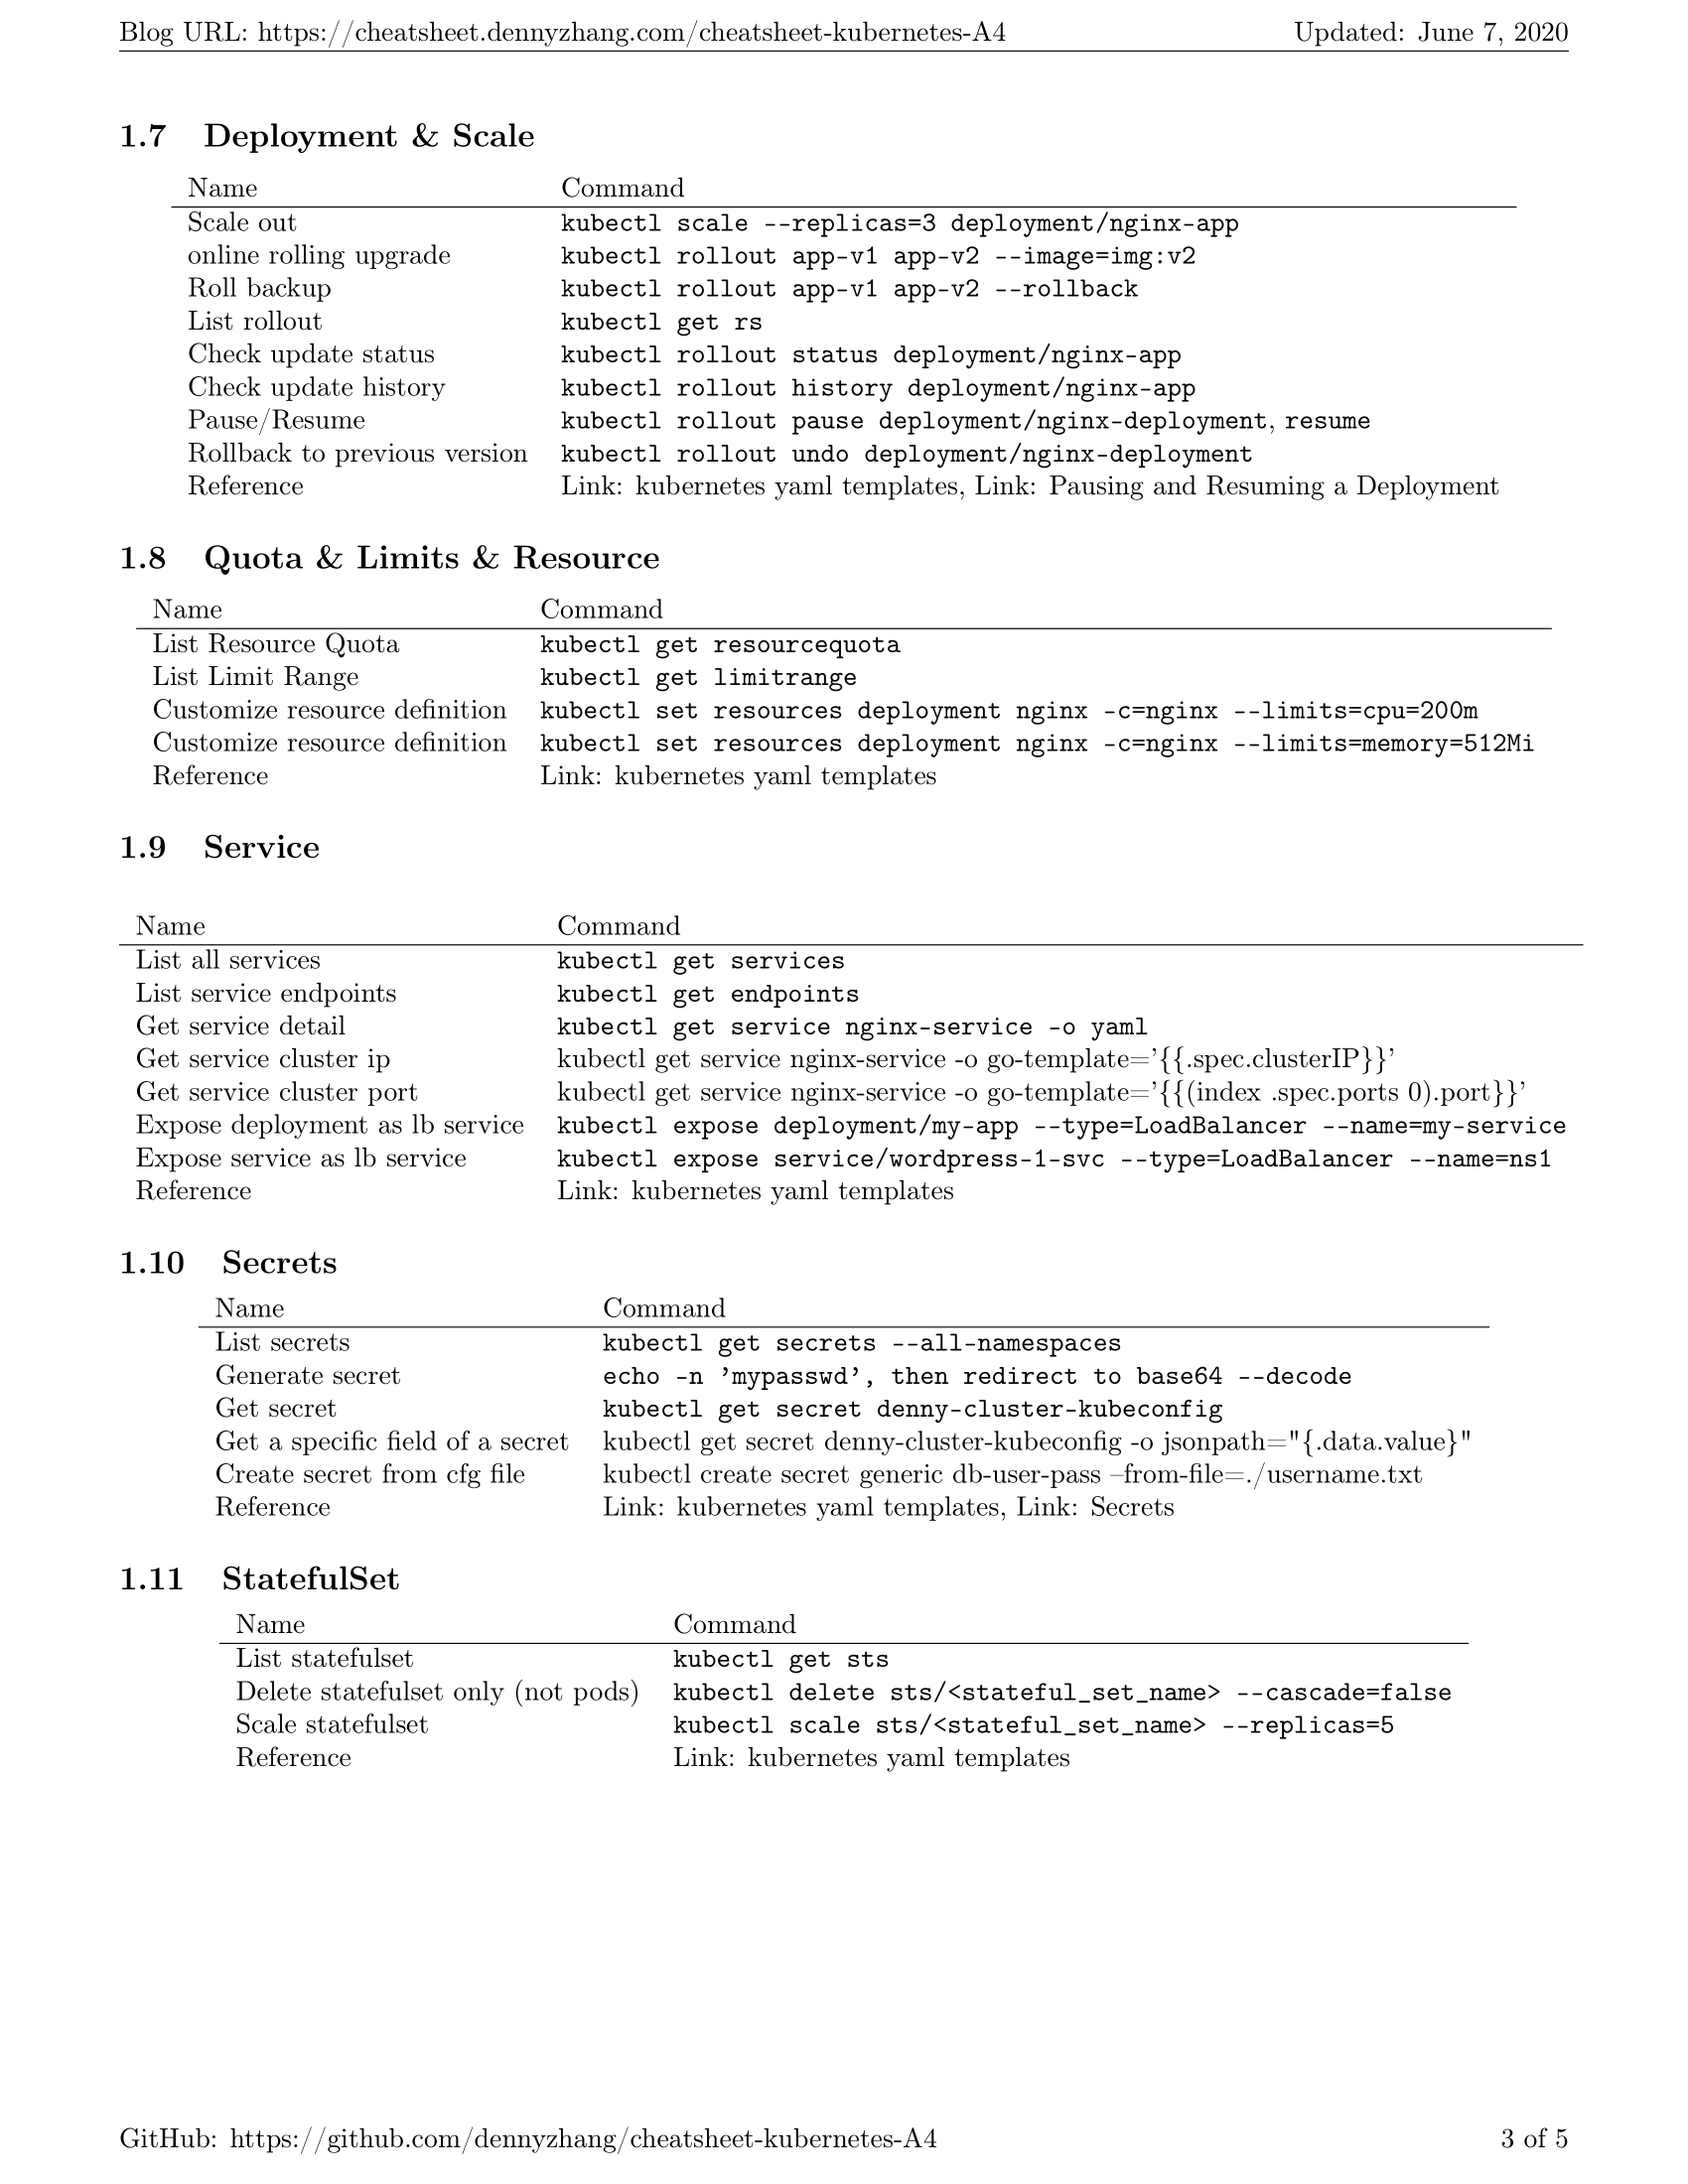 Blog URL: https://cheatsheet.dennyzhang.com/cheatsheet-kubernetes-A4 Updated: June 7, 2020
1.7 Deployment & Scale
Name Command
Scale out kubectl scale --replicas=3 deployment/nginx-app
online rolling upgrade kubectl rollout app-v1 app-v2 --image=img:v2
Roll backup kubectl rollout app-v1 app-v2 --rollback
List rollout kubectl get rs
Check update status kubectl rollout status deployment/nginx-app
Check update history kubectl rollout history deployment/nginx-app
Pause/Resume kubectl rollout pause deployment/nginx-deployment, resume
Rollback to previous version kubectl rollout undo deployment/nginx-deployment
Reference Link: kubernetes yaml templates, Link: Pausing and Resuming a Deployment
1.8 Quota & Limits & Resource
Name Command
List Resource Quota kubectl get resourcequota
List Limit Range kubectl get limitrange
Customize resource definition kubectl set resources deployment nginx -c=nginx --limits=cpu=200m
Customize resource definition kubectl set resources deployment nginx -c=nginx --limits=memory=512Mi
Reference Link: kubernetes yaml templates
1.9 Service
Name Command
List all services kubectl get services
List service endpoints kubectl get endpoints
Get service detail kubectl get service nginx-service -o yaml
Get service cluster ip kubectl get service nginx-service -o go-template=’{{.spec.clusterIP}}’
Get service cluster port kubectl get service nginx-service -o go-template=’{{(index .spec.ports 0).port}}’
Expose deployment as lb service kubectl expose deployment/my-app --type=LoadBalancer --name=my-service
Expose service as lb service kubectl expose service/wordpress-1-svc --type=LoadBalancer --name=ns1
Reference Link: kubernetes yaml templates
1.10 Secrets
Name Command
List secrets kubectl get secrets --all-namespaces
Generate secret echo -n ’mypasswd’, then redirect to base64 --decode
Get secret kubectl get secret denny-cluster-kubeconfig
Get a specific field of a secret kubectl get secret denny-cluster-kubeconfig -o jsonpath="{.data.value}"
Create secret from cfg file kubectl create secret generic db-user-pass –from-file=./username.txt
Reference Link: kubernetes yaml templates, Link: Secrets
1.11 StatefulSet
Name Command
List statefulset kubectl get sts
Delete statefulset only (not pods) kubectl delete sts/<stateful_set_name> --cascade=false
Scale statefulset kubectl scale sts/<stateful_set_name> --replicas=5
Reference Link: kubernetes yaml templates
GitHub: https://github.com/dennyzhang/cheatsheet-kubernetes-A4 3 of 5